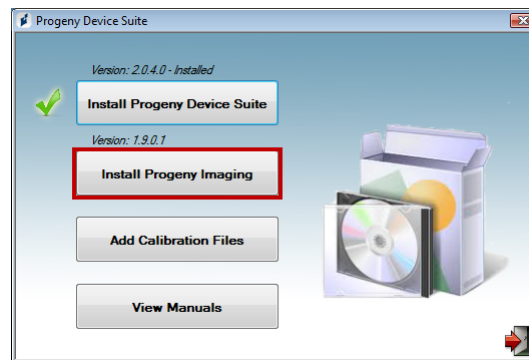 Progeny Device Suite
Version: 2.0.4.0 - Installed
Install Progeny Device Suite
Version: 1.9.0.1
Install Progeny Imaging
Add Calibration Files
View Manuals